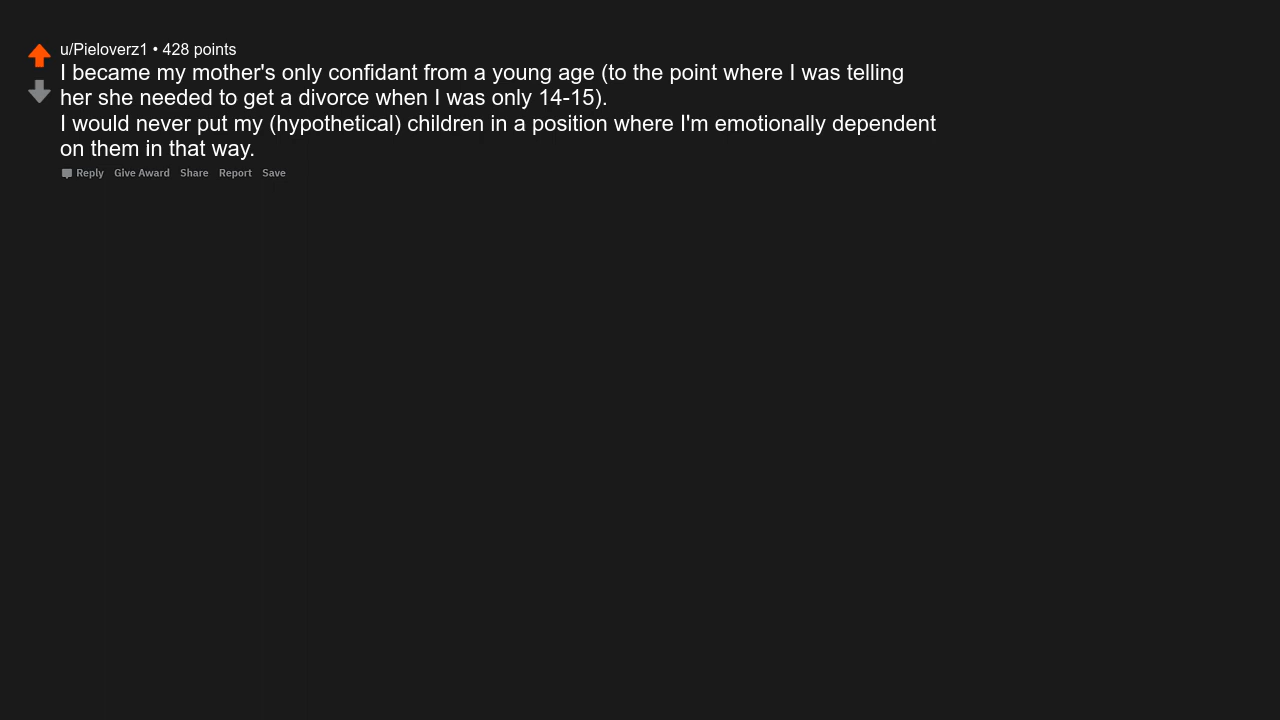 u/Pieloverz1 • 428 points
I became my mother's only confidant from a young age (to the point where I was telling
her she needed to get a divorce when I was only 14-15).
I would never put my (hypothetical) children in a position where I'm emotionally dependent
on them in that way.
Reply Give Award Share Report Save